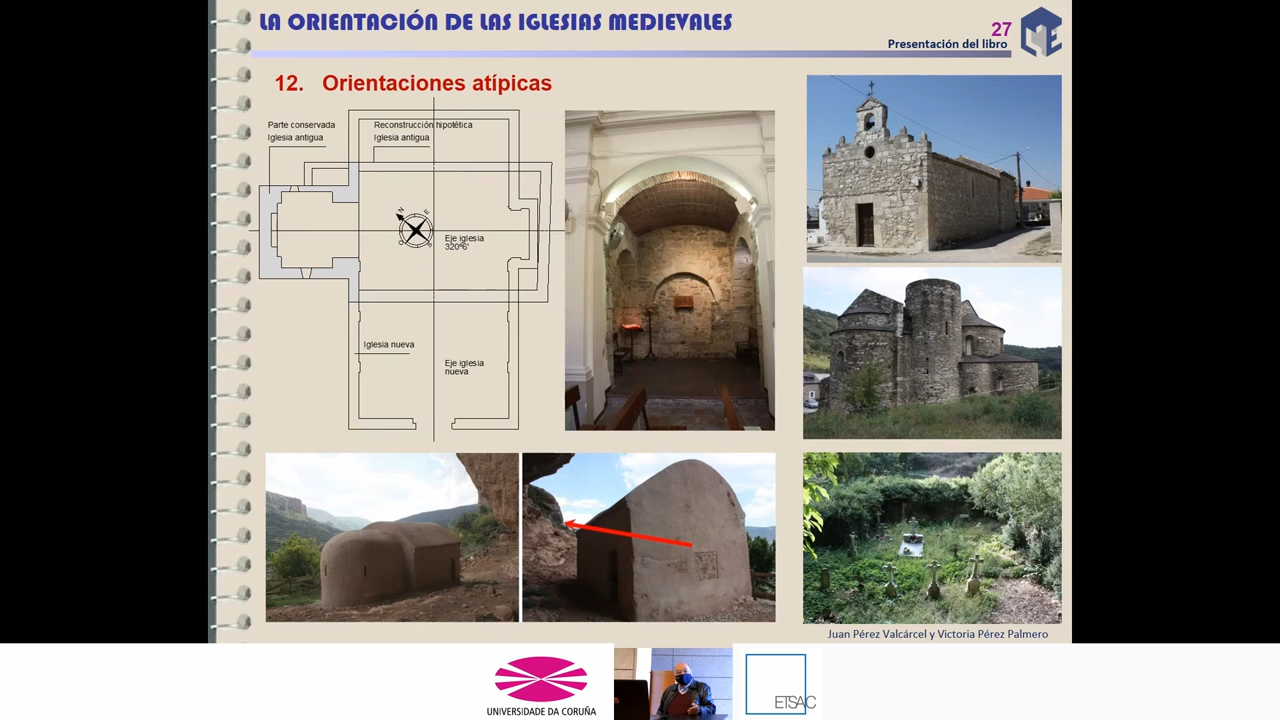 LA ORIENTACIÓN DE LAS IGLESIAS MEDIEVALES
27
Presentación del libro
12. Orientaciones atípicas
Parte conservada
Iglesia antigua
Reconstrucción hipotética
Iglesia antigua
N
E
O
S
Eje iglesia
320º6'
Iglesia nueva
Eje iglesia
nueva
Juan Pérez Valcárcel y Victoria Pérez Palmero
UNIVERSIDADE DA CORUÑA
ETSAC